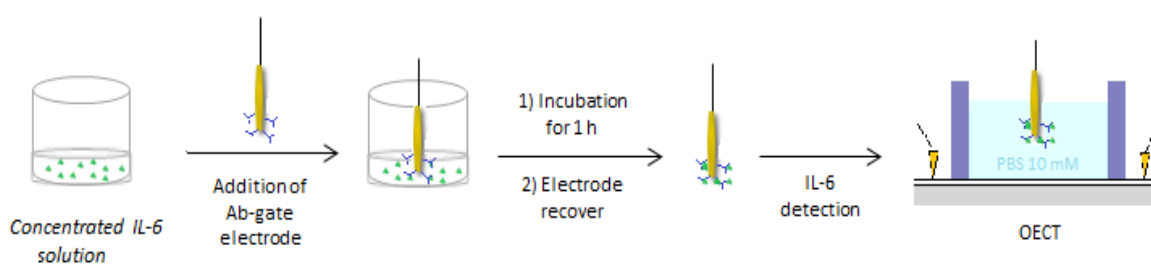 Concentrated IL-6
solution
Addition of
Ab-gate
electrode
1) Incubation
for 1 h
2) Electrode
recover
IL-6
detection
PBS 10 mM
OECT